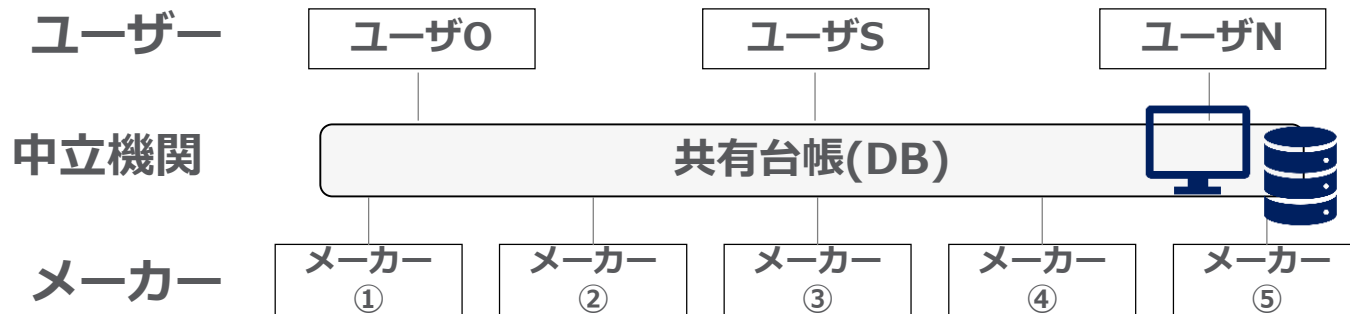 ユーザー
ユーザO
ユーザS
ユーザN
中立機関
共有台帳(DB)
メーカー
メーカー
①
メーカー
②
メーカー
③
メーカー
④
メーカー
⑤